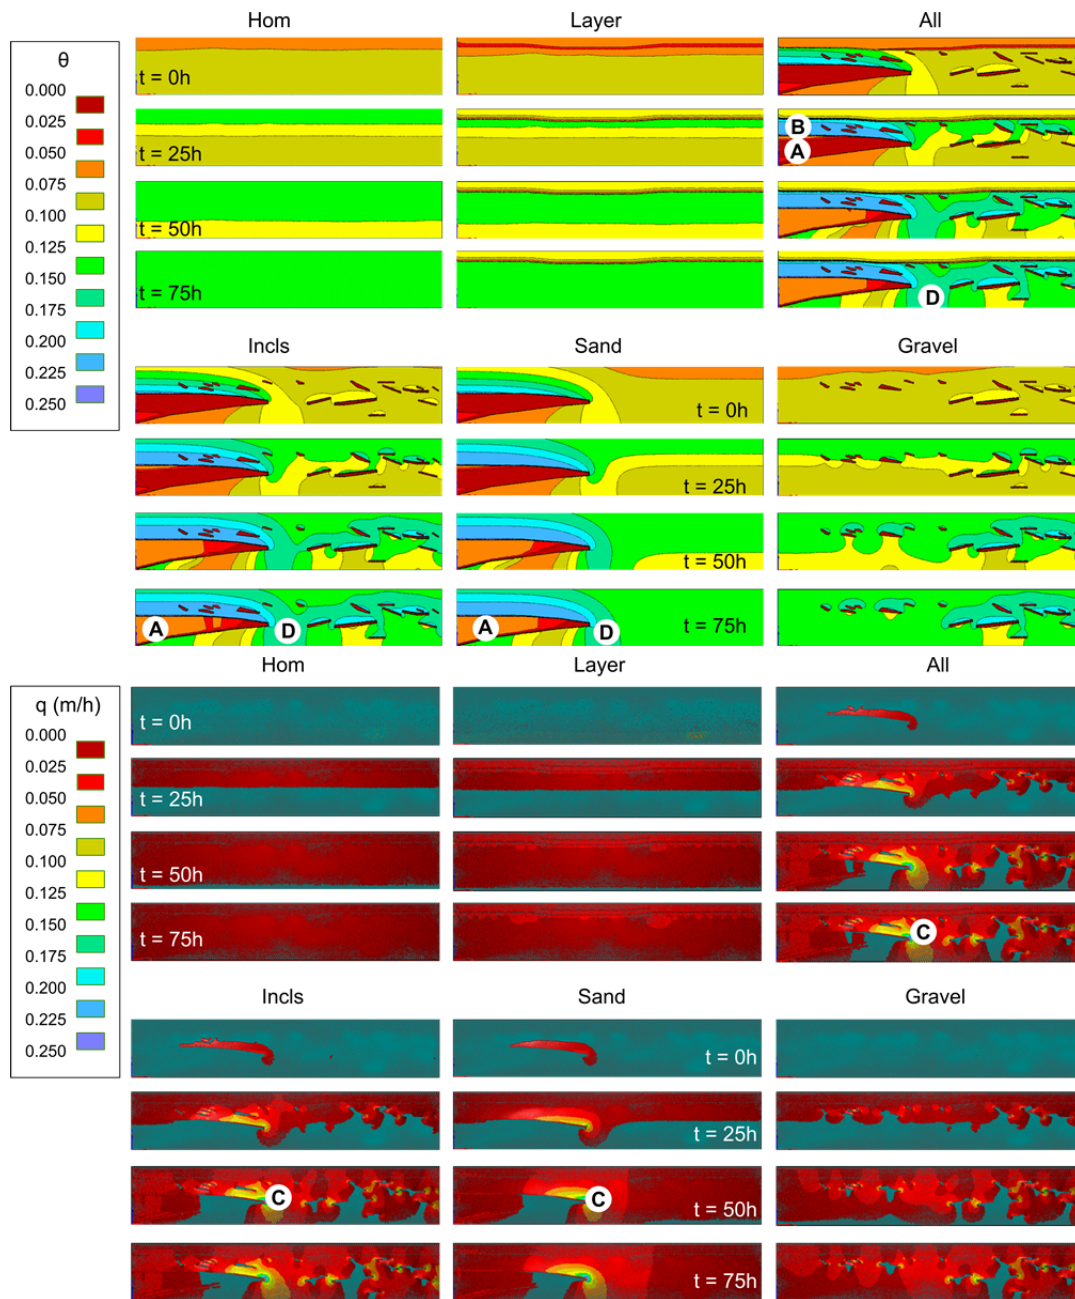 Hom Layer All
θ
0.000
0.025
0.050
0.075
0.100
0.125
0.150
0.175
0.200
0.225
0.250
t = 0h
t = 25h
B
A
t = 50h
t = 75h
D
Incls Sand Gravel
t = 0h
t = 25h
t = 50h
A D A D t = 75h
Hom Layer All
q (m/h)
0.000
0.025
0.050
0.075
0.100
0.125
0.150
0.175
0.200
0.225
0.250
t = 0h
t = 25h
t = 50h
t = 75h
C
Incls Sand Gravel
t = 0h
t = 25h
C C t = 50h
t = 75h